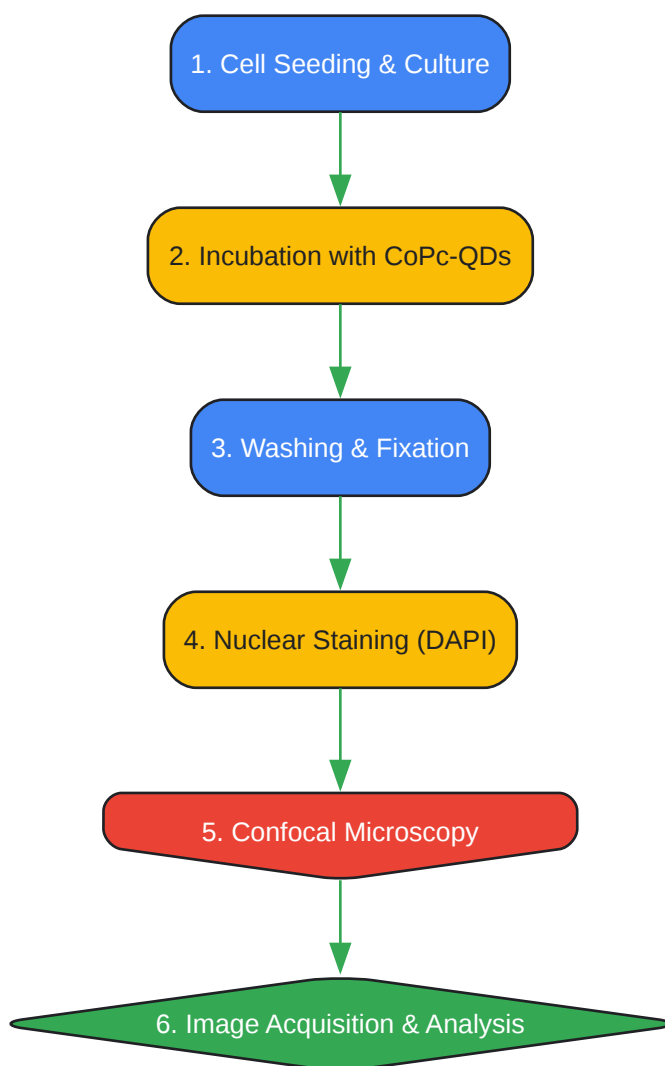 1. Cell Seeding & Culture
2. Incubation with CoPc-QDs
3. Washing & Fixation
4. Nuclear Staining (DAPI)
5. Confocal Microscopy
6. Image Acquisition & Analysis